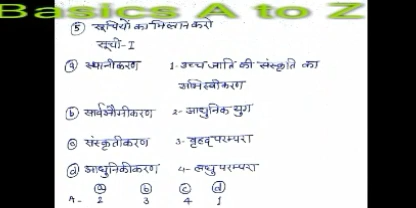 Basics A to Z
⑤ सूचियों का मिलान करो
सूची-I
ⓐ स्थानीकरण 1- उच्च जाति की संस्कृति का
अभिस्वीकरण
ⓑ सार्वभौमीकरण 2- आधुनिक युग
ⓒ संस्कृतीकरण 3- बृहद् परम्परा
ⓓ आधुनिकीकरण 4- लघु परम्परा
ⓐ ⓑ ⓒ ⓓ
A- 2 3 4 1